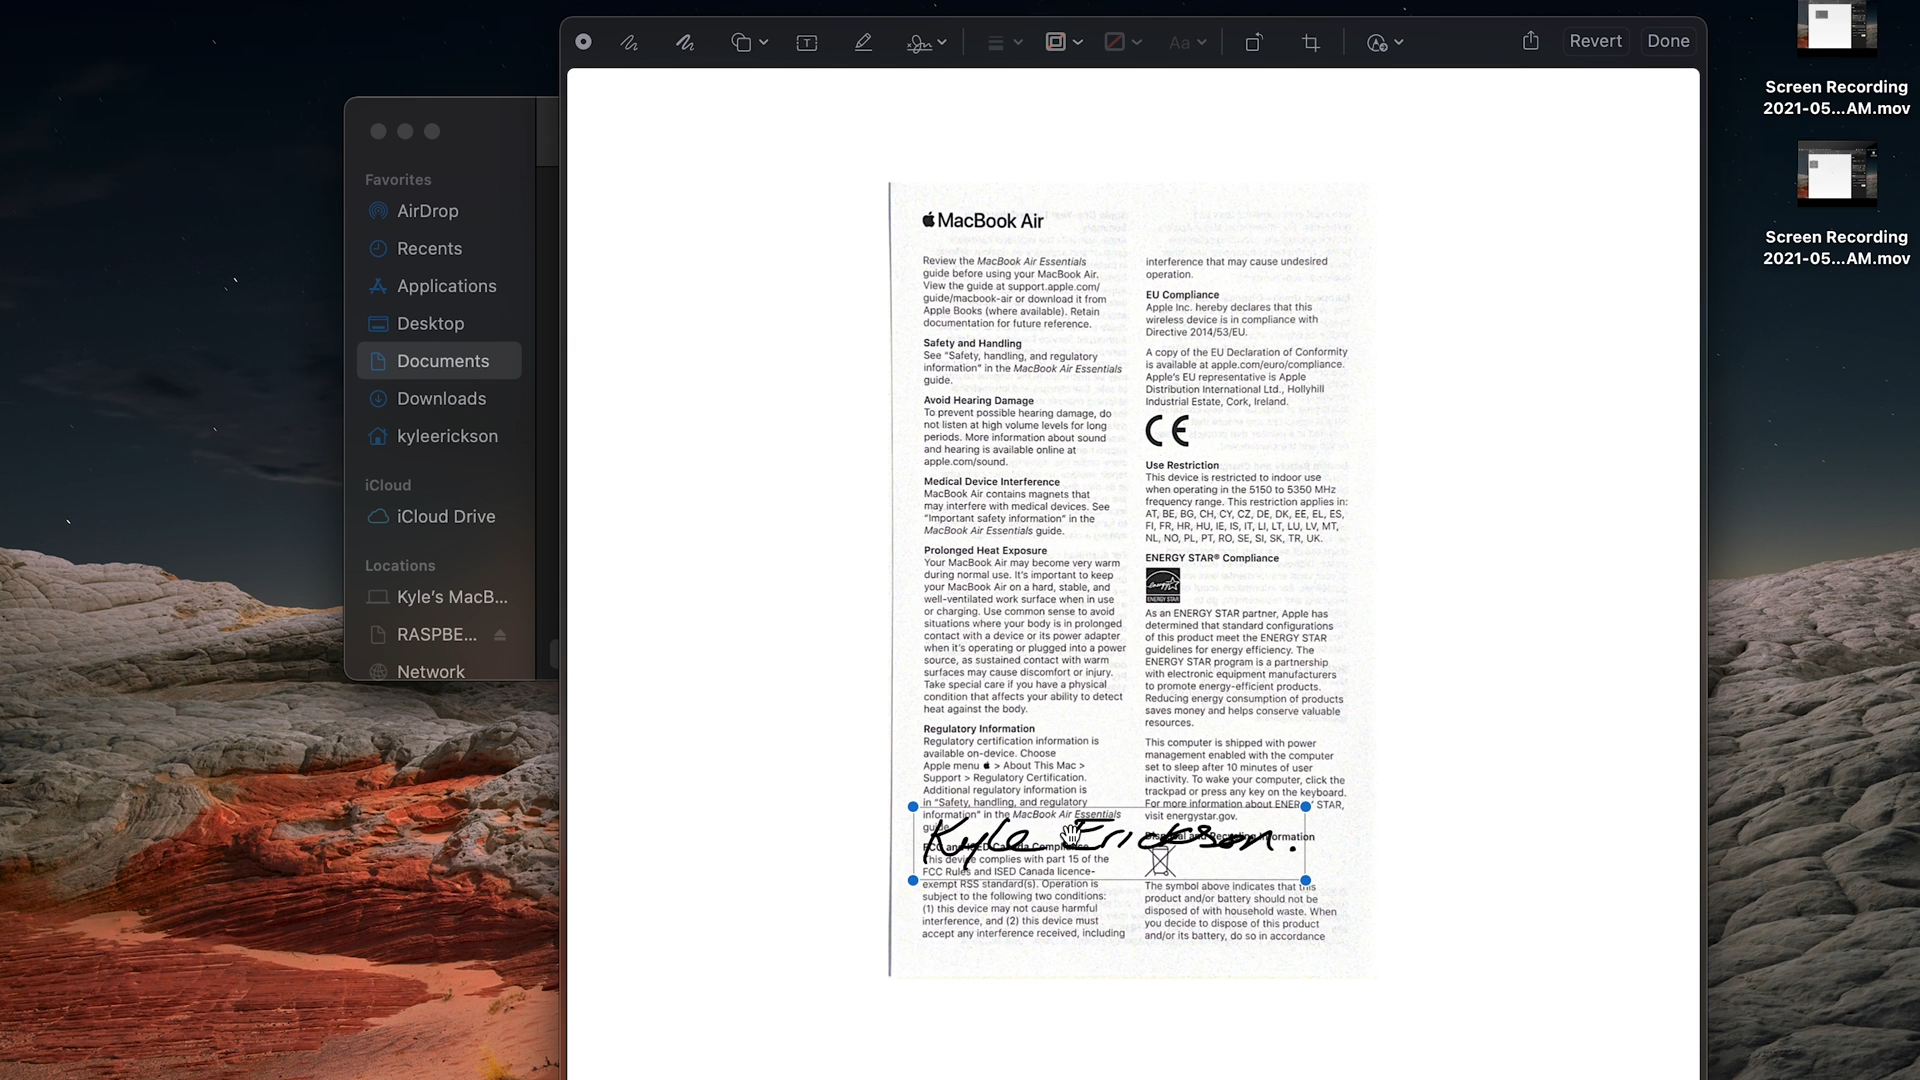 Revert
Done
Aa
T
Screen Recording
2021-05...AM.mov
Screen Recording
2021-05...AM.mov
Favorites
AirDrop
Recents
Applications
Desktop
Documents
Downloads
kyleerickson
iCloud
iCloud Drive
Locations
Kyle's MacB...
RASPBE...
Network
MacBook Air
Review the MacBook Air Essentials
guide before using your MacBook Air.
View the guide at support.apple.com/
guide/macbook-air or download it from
Apple Books (where available). Retain
documentation for future reference.
Safety and Handling
See “Safety, handling, and regulatory
information” in the MacBook Air Essentials
guide.
Avoid Hearing Damage
To prevent possible hearing damage, do
not listen at high volume levels for long
periods. More information about sound
and hearing is available online at
apple.com/sound.
Medical Device Interference
MacBook Air contains magnets that
may interfere with medical devices. See
“Important safety information” in the
MacBook Air Essentials guide.
Prolonged Heat Exposure
Your MacBook Air may become very warm
during normal use. It's important to keep
your MacBook Air on a hard, stable, and
well-ventilated work surface when in use
or charging. Use common sense to avoid
situations where your body is in prolonged
contact with a device or its power adapter
when it's operating or plugged into a power
source, as sustained contact with warm
surfaces may cause discomfort or injury.
Take special care if you have a physical
condition that affects your ability to detect
heat against the body.
Regulatory Information
Regulatory certification information is
available on-device. Choose
Apple menu > About This Mac >
Support > Regulatory Certification.
Additional regulatory information is
in “Safety, handling, and regulatory
information” in the MacBook Air Essentials
guide.
FCC and ISED Canada Compliance
This device complies with part 15 of the
FCC Rules and ISED Canada licence-
exempt RSS standard(s). Operation is
subject to the following two conditions:
(1) this device may not cause harmful
interference, and (2) this device must
accept any interference received, including
interference that may cause undesired
operation.
EU Compliance
Apple Inc. hereby declares that this
wireless device is in compliance with
Directive 2014/53/EU.
A copy of the EU Declaration of Conformity
is available at apple.com/euro/compliance.
Apple's EU representative is Apple
Distribution International Ltd., Hollyhill
Industrial Estate, Cork, Ireland.
CE
Use Restriction
This device is restricted to indoor use
when operating in the 5150 to 5350 MHz
frequency range. This restriction applies in:
AT, BE, BG, CH, CY, CZ, DE, DK, EE, EL, ES,
FI, FR, HR, HU, IE, IS, IT, LI, LT, LU, LV, MT,
NL, NO, PL, PT, RO, SE, SI, SK, TR, UK.
ENERGY STAR® Compliance
energy
ENERGY STAR
As an ENERGY STAR partner, Apple has
determined that standard configurations
of this product meet the ENERGY STAR
guidelines for energy efficiency. The
ENERGY STAR program is a partnership
with electronic equipment manufacturers
to promote energy-efficient products.
Reducing energy consumption of products
saves money and helps conserve valuable
resources.
This computer is shipped with power
management enabled with the computer
set to sleep after 10 minutes of user
inactivity. To wake your computer, click the
trackpad or press any key on the keyboard.
For more information about ENERGY STAR,
visit energystar.gov.
Disposal and Recycling Information
The symbol above indicates that this
product and/or battery should not be
disposed of with household waste. When
you decide to dispose of this product
and/or its battery, do so in accordance
Kyle Erickson.